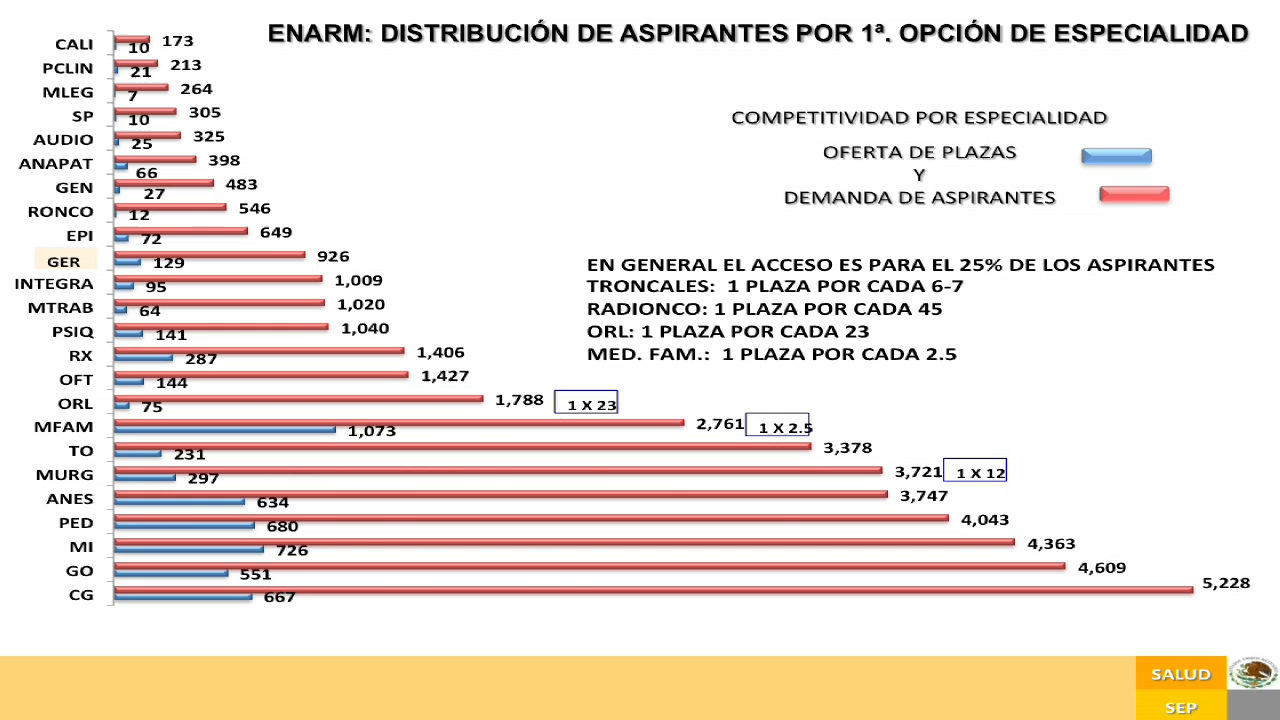 ENARM: DISTRIBUCIÓN DE ASPIRANTES POR 1ª. OPCIÓN DE ESPECIALIDAD
COMPETITIVIDAD POR ESPECIALIDAD
OFERTA DE PLAZAS
Y
DEMANDA DE ASPIRANTES
EN GENERAL EL ACCESO ES PARA EL 25% DE LOS ASPIRANTES
TRONCALES: 1 PLAZA POR CADA 6-7
RADIONCO: 1 PLAZA POR CADA 45
ORL: 1 PLAZA POR CADA 23
MED. FAM.: 1 PLAZA POR CADA 2.5
CALI 173
10
PCLIN 213
21
MLEG 264
7
SP 305
10
AUDIO 325
25
ANAPAT 398
66
GEN 483
27
RONCO 546
12
EPI 649
72
GER 926
129
INTEGRA 1,009
95
MTRAB 1,020
64
PSIQ 1,040
141
RX 1,406
287
OFT 1,427
144
ORL 1,788 1 X 23
75
MFAM 2,761 1 X 2.5
1,073
TO 3,378
231
MURG 3,721 1 X 12
297
ANES 3,747
634
PED 4,043
680
MI 4,363
726
GO 4,609
551
CG 5,228
667
SALUD
SEP